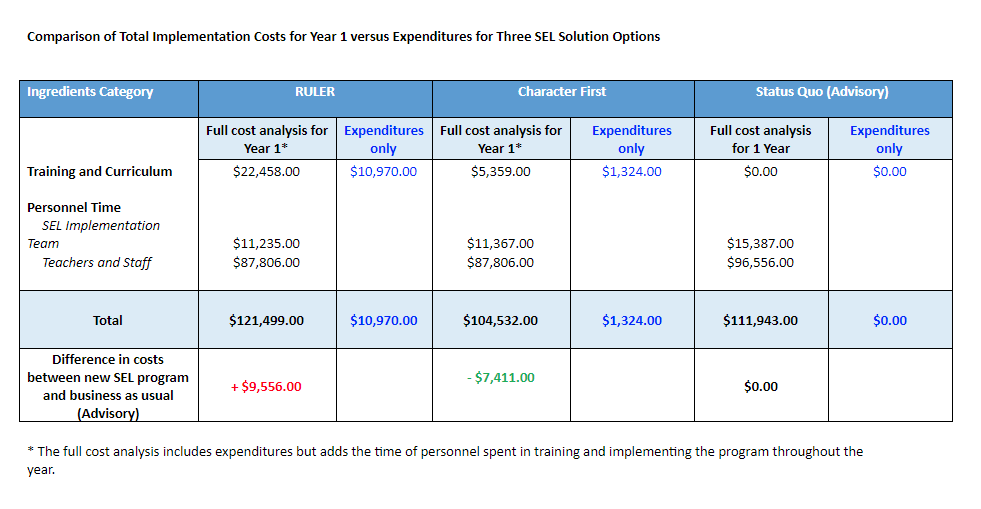 Comparison of Total Implementation Costs for Year 1 versus Expenditures for Three SEL Solution Options
Ingredients Category RULER Character First Status Quo (Advisory)
Full cost analysis for Expenditures Full cost analysis for Expenditures Full cost analysis Expenditures
Year 1* only Year 1* only for 1 Year only
Training and Curriculum $22,458.00 $10,970.00 $5,359.00 $1,324.00 $0.00 $0.00
Personnel Time
SEL Implementation
Team $11,235.00 $11,367.00 $15,387.00
Teachers and Staff $87,806.00 $87,806.00 $96,556.00
Total $121,499.00 $10,970.00 $104,532.00 $1,324.00 $111,943.00 $0.00
Difference in costs
between new SEL program - $7,411.00
and business as usual + $9,556.00 $0.00
(Advisory)
* The full cost analysis includes expenditures but adds the time of personnel spent in training and implementing the program throughout the
year.